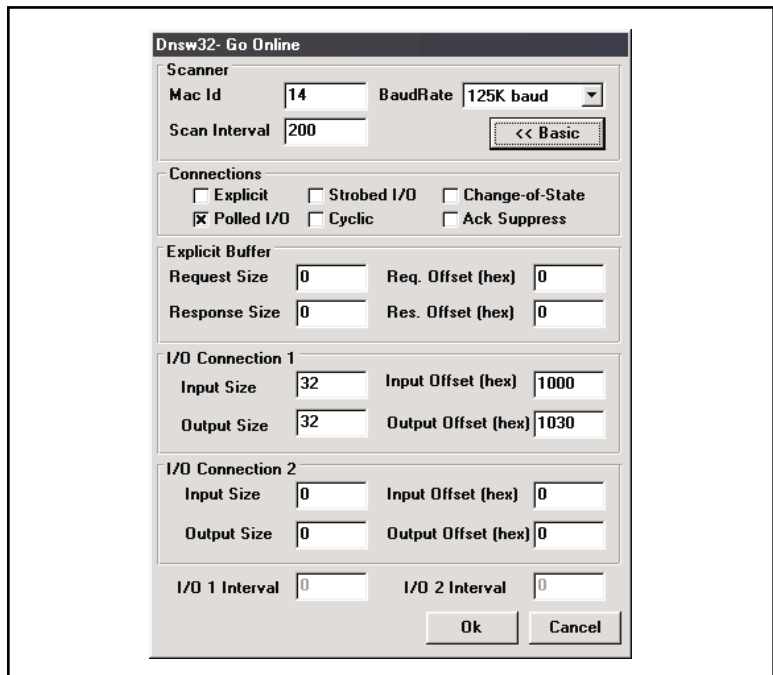 Dnsw32- Go Online
Scanner
Mac Id 14 BaudRate 125K baud
Scan Interval 200 << Basic
Connections
Explicit Strobed I/O Change-of-State
Polled I/O Cyclic Ack Suppress
Explicit Buffer
Request Size 0 Req. Offset (hex) 0
Response Size 0 Res. Offset (hex) 0
I/O Connection 1
Input Size 32 Input Offset (hex) 1000
Output Size 32 Output Offset (hex) 1030
I/O Connection 2
Input Size 0 Input Offset (hex) 0
Output Size 0 Output Offset (hex) 0
I/O 1 Interval 0 I/O 2 Interval 0
Ok Cancel